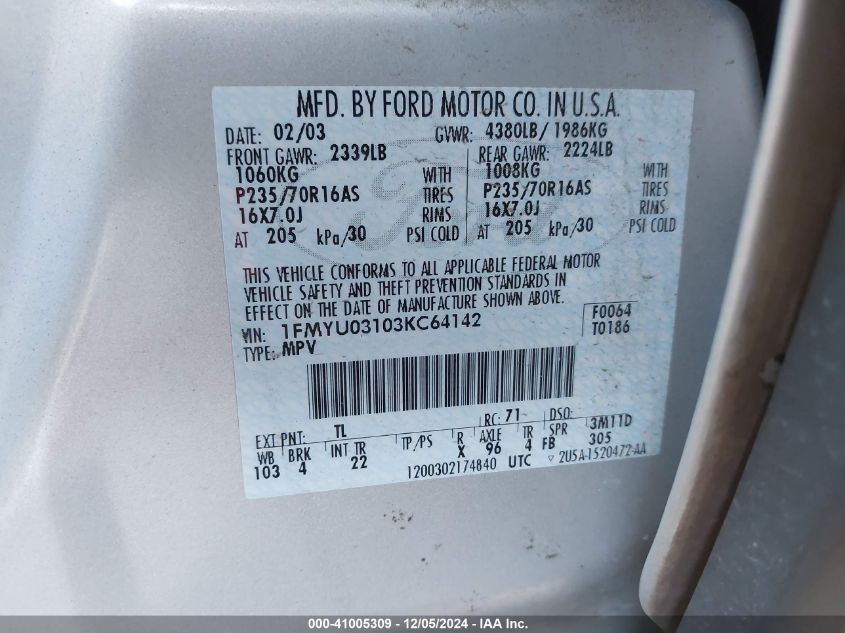 MFD. BY FORD MOTOR CO. IN U.S.A.
DATE: 02/03 GVWR: 4380LB/ 1986KG
FRONT GAWR: 2339LB REAR GAWR: 2224LB
1060KG WITH 1008KG WITH
P235/70R16AS TIRES P235/70R16AS TIRES
16X7.0J RIMS 16X7.0J RIMS
AT 205 kPa/30 PSI COLD AT 205 kPa/30 PSI COLD
THIS VEHICLE CONFORMS TO ALL APPLICABLE FEDERAL MOTOR
VEHICLE SAFETY AND THEFT PREVENTION STANDARDS IN
EFFECT ON THE DATE OF MANUFACTURE SHOWN ABOVE.
VIN: 1FMYU03103KC64142 F0064
TYPE: MPV T0186
EXT PNT: TL RC: 71 DSO: 3M11D
WB BRK INT TR TP/PS R AXLE TR SPR 305
103 4 22 X 96 4 FB
1200302174840 UTC ▽ 2U5A-1520472-AA
000-41005309 - 12/05/2024 - IAA Inc.